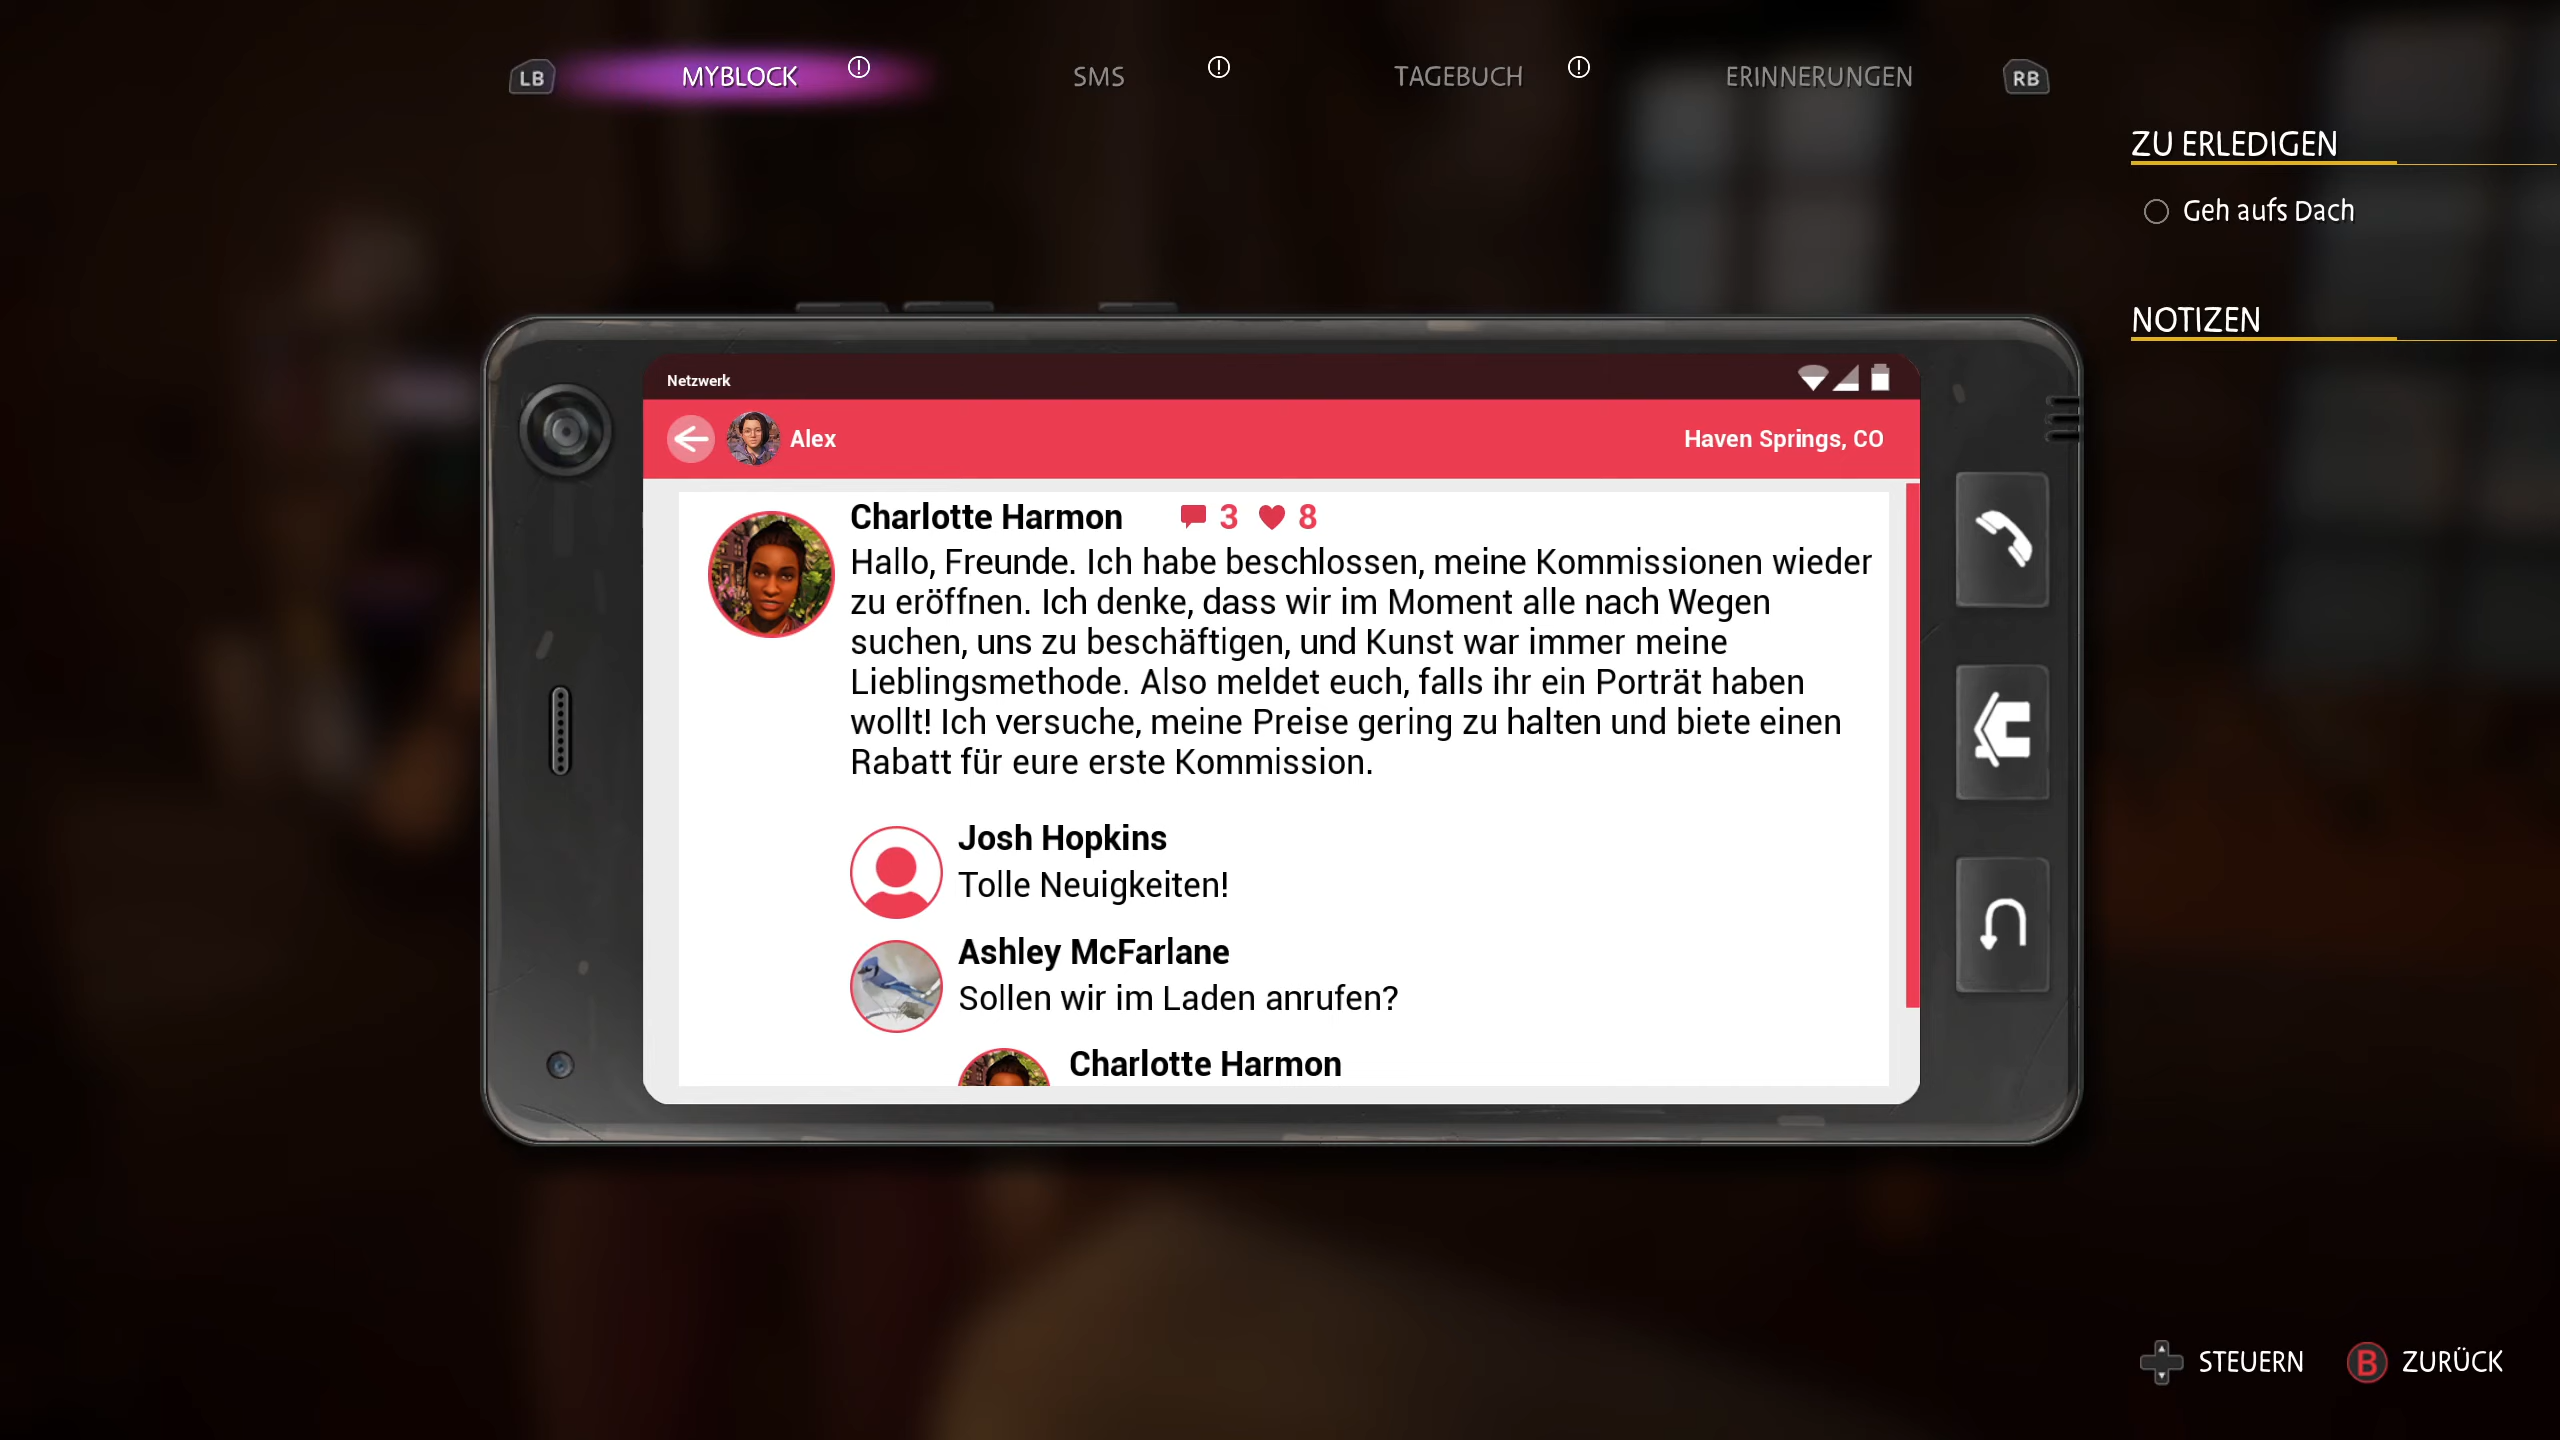 LB
MYBLOCK
SMS
TAGEBUCH
ERINNERUNGEN
RB
ZU ERLEDIGEN
Geh aufs Dach
NOTIZEN
Netzwerk
Alex
Haven Springs, CO
Charlotte Harmon 3 8
Hallo, Freunde. Ich habe beschlossen, meine Kommissionen wieder
zu eröffnen. Ich denke, dass wir im Moment alle nach Wegen
suchen, uns zu beschäftigen, und Kunst war immer meine
Lieblingsmethode. Also meldet euch, falls ihr ein Porträt haben
wollt! Ich versuche, meine Preise gering zu halten und biete einen
Rabatt für eure erste Kommission.
Josh Hopkins
Tolle Neuigkeiten!
Ashley McFarlane
Sollen wir im Laden anrufen?
Charlotte Harmon
STEUERN
B ZURÜCK